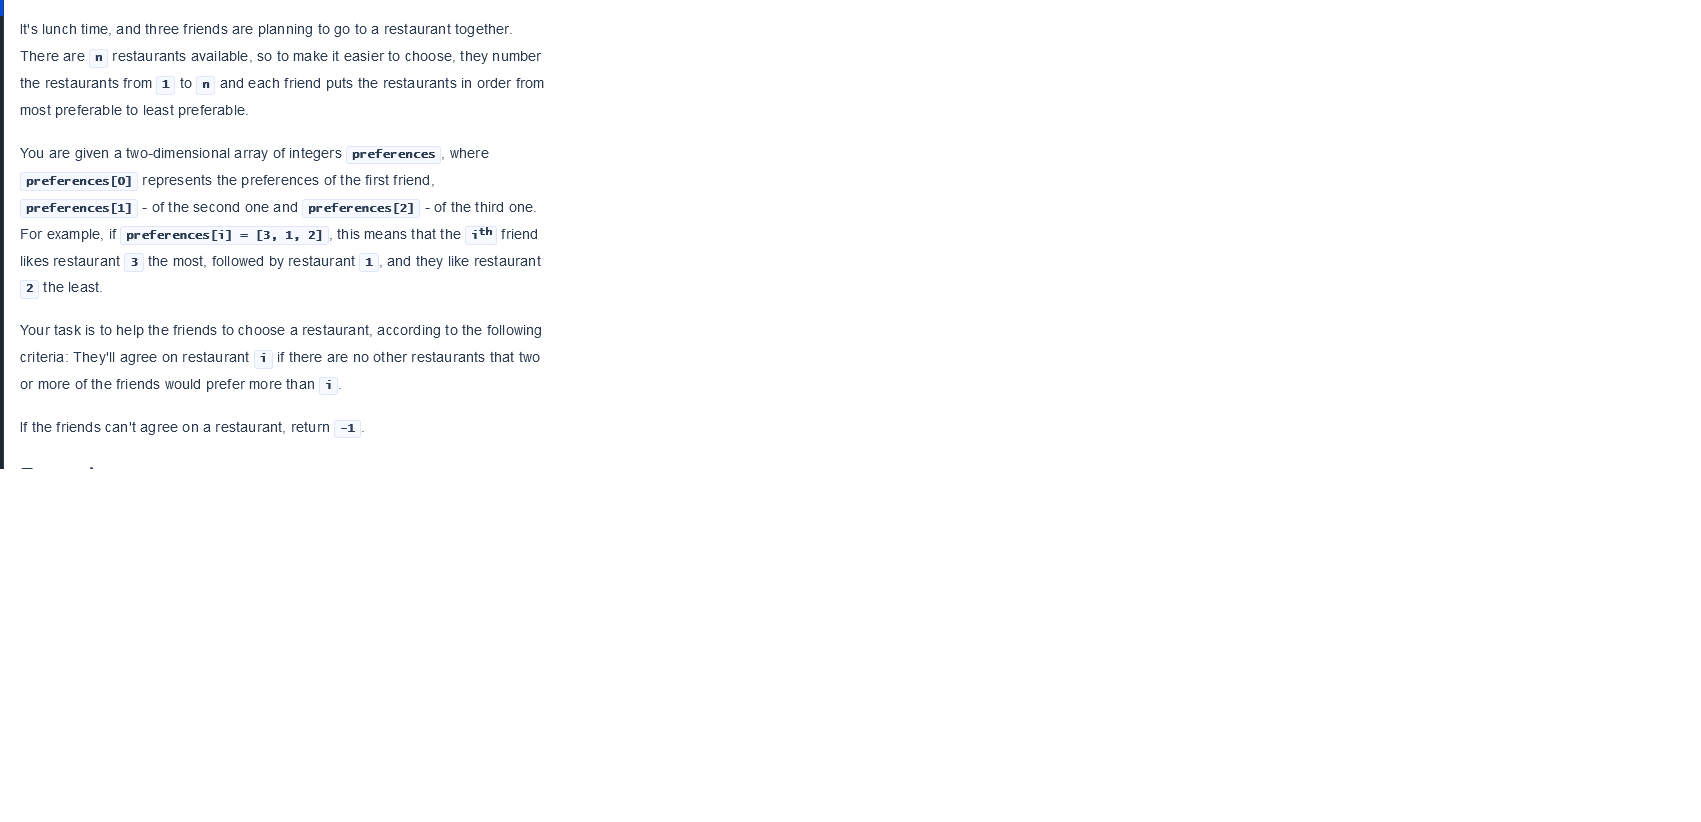 It's lunch time, and three friends are planning to go to a restaurant together.
There are n restaurants available, so to make it easier to choose, they number
the restaurants from 1 to n and each friend puts the restaurants in order from
most preferable to least preferable.
You are given a two-dimensional array of integers preferences, where
preferences[0] represents the preferences of the first friend,
preferences[1] - of the second one and preferences[2] - of the third one.
For example, if preferences[i] = [3, 1, 2], this means that the ith friend
likes restaurant 3 the most, followed by restaurant 1, and they like restaurant
2 the least.
Your task is to help the friends to choose a restaurant, according to the following
criteria: They'll agree on restaurant i if there are no other restaurants that two
or more of the friends would prefer more than i.
If the friends can't agree on a restaurant, return -1.